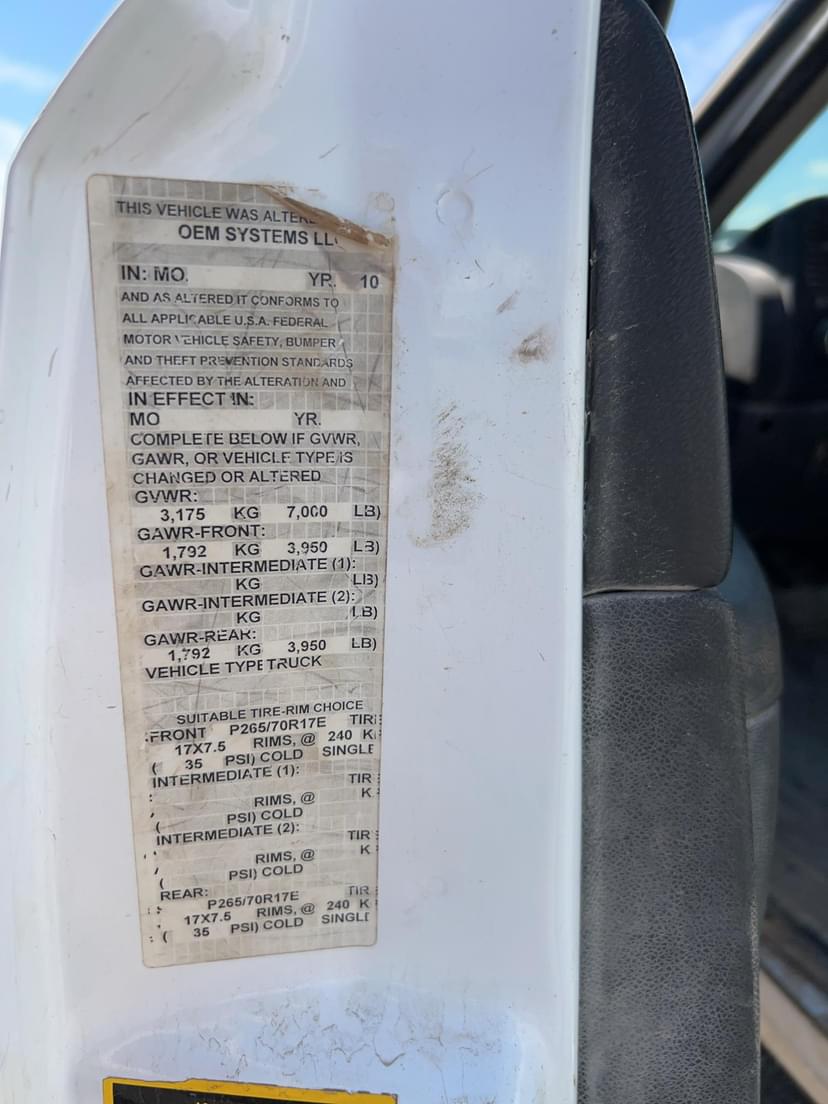 THIS VEHICLE WAS
OEM SYSTEMS
IN: MO. YR. 10
AND AS ALTERED IT CONFORMS TO
ALL APPLICABLE U.S.A. FEDERAL
MOTOR VEHICLE SAFETY, BUMPER
AND THEFT PREVENTION STANDARDS
AFFECTED BY THE ALTERATION AND
IN EFFECT IN:
MO YR.
COMPLETE BELOW IF GVWR,
GAWR, OR VEHICLE TYPE IS
CHANGED OR ALTERED
GVWR:
3,175 KG 7,000 LB)
GAWR-FRONT:
1,792 KG 3,950 LB)
GAWR-INTERMEDIATE (1):
KG LB)
GAWR-INTERMEDIATE (2):
KG LB)
GAWR-REAR:
1,792 KG 3,950 LB)
VEHICLE TYPE TRUCK
SUITABLE TIRE-RIM CHOICE
FRONT P265/70R17E
17X7.5 RIMS, @ 240
( 35 PSI) COLD SINGLE
INTERMEDIATE (1):
RIMS, @
( PSI) COLD
INTERMEDIATE (2):
RIMS, @
( PSI) COLD
REAR:
P265/70R17E
17X7.5 RIMS, @ 240
( 35 PSI) COLD SINGLE